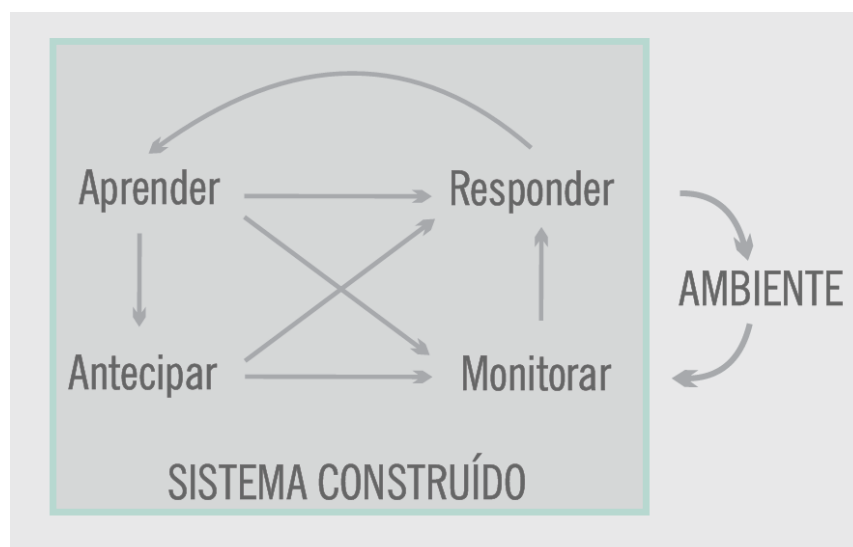 Aprender
Responder
AMBIENTE
Antecipar
Monitorar
SISTEMA CONSTRUÍDO